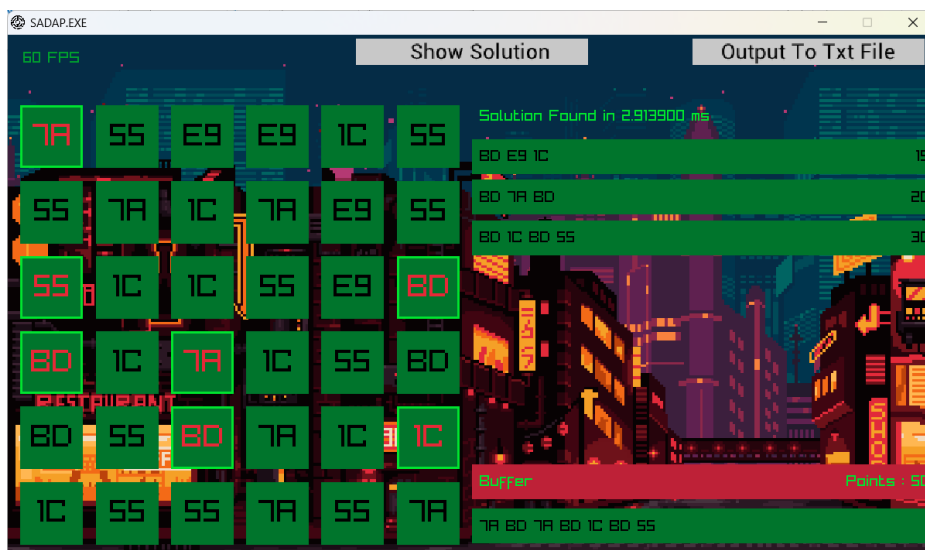 SADAP.EXE
Show Solution
Output To Txt File
60 FPS
7A 55 E9 E9 1C 55
55 7A 1C 7A E9 55
55 1C 1C 55 E9 BD
BD 1C 7A 1C 55 BD
BD 55 BD 7A 1C 1C
1C 55 55 7A 55 7A
Solution Found in 2.913900 ms
BD E9 1C
BD 7A BD 20
BD 1C BD 55 30
RESTAURANT
Buffer Points : 50
7A BD 7A BD 1C BD 55